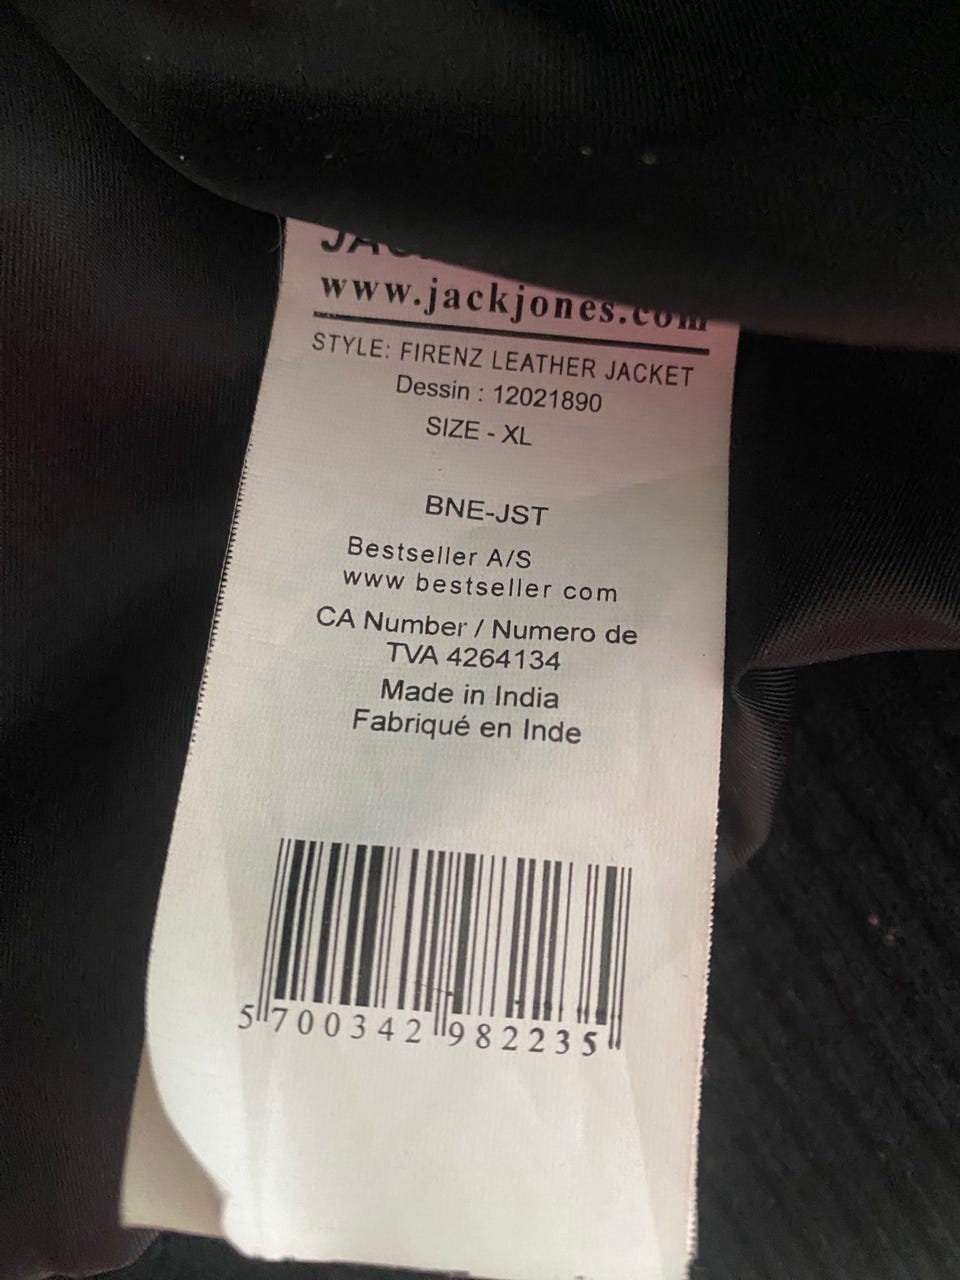 www.jackjones.com
STYLE: FIRENZ LEATHER JACKET
Dessin : 12021890
SIZE - XL
BNE-JST
Bestseller A/S
www bestseller com
CA Number / Numero de
TVA 4264134
Made in India
Fabriqué en Inde
5 700342 982235